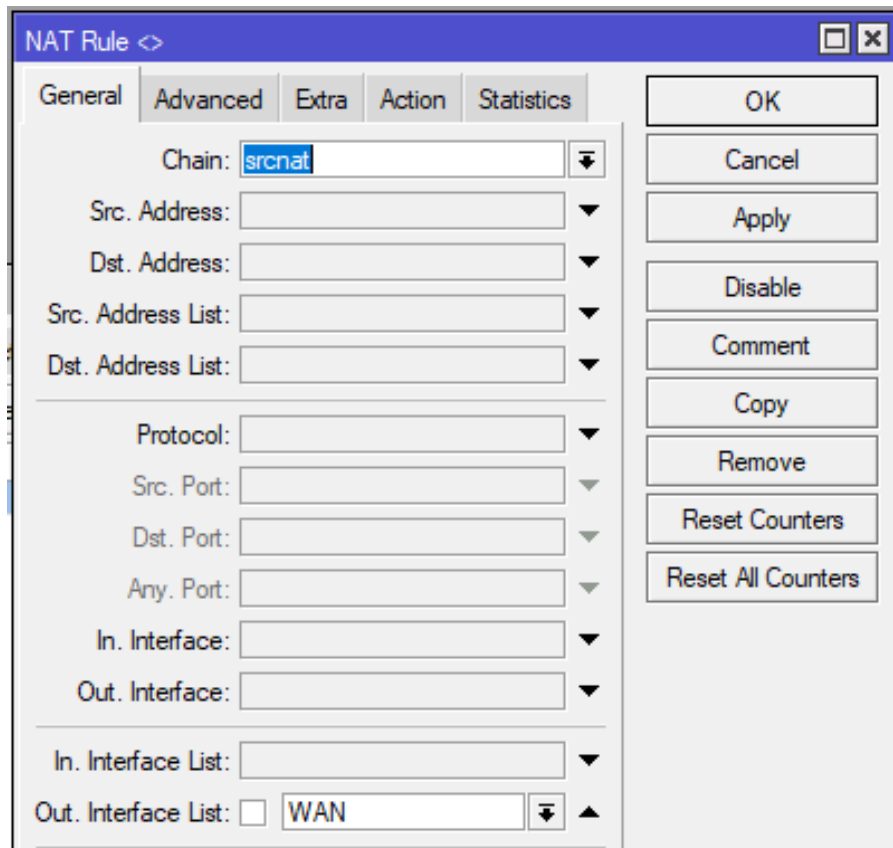 NAT Rule <>
General Advanced Extra Action Statistics
OK
Chain: srcnat
Cancel
Src. Address:
Apply
Dst. Address:
Disable
Src. Address List:
Comment
Dst. Address List:
Copy
Protocol:
Remove
Src. Port:
Reset Counters
Dst. Port:
Reset All Counters
Any. Port:
In. Interface:
Out. Interface:
In. Interface List:
Out. Interface List: WAN